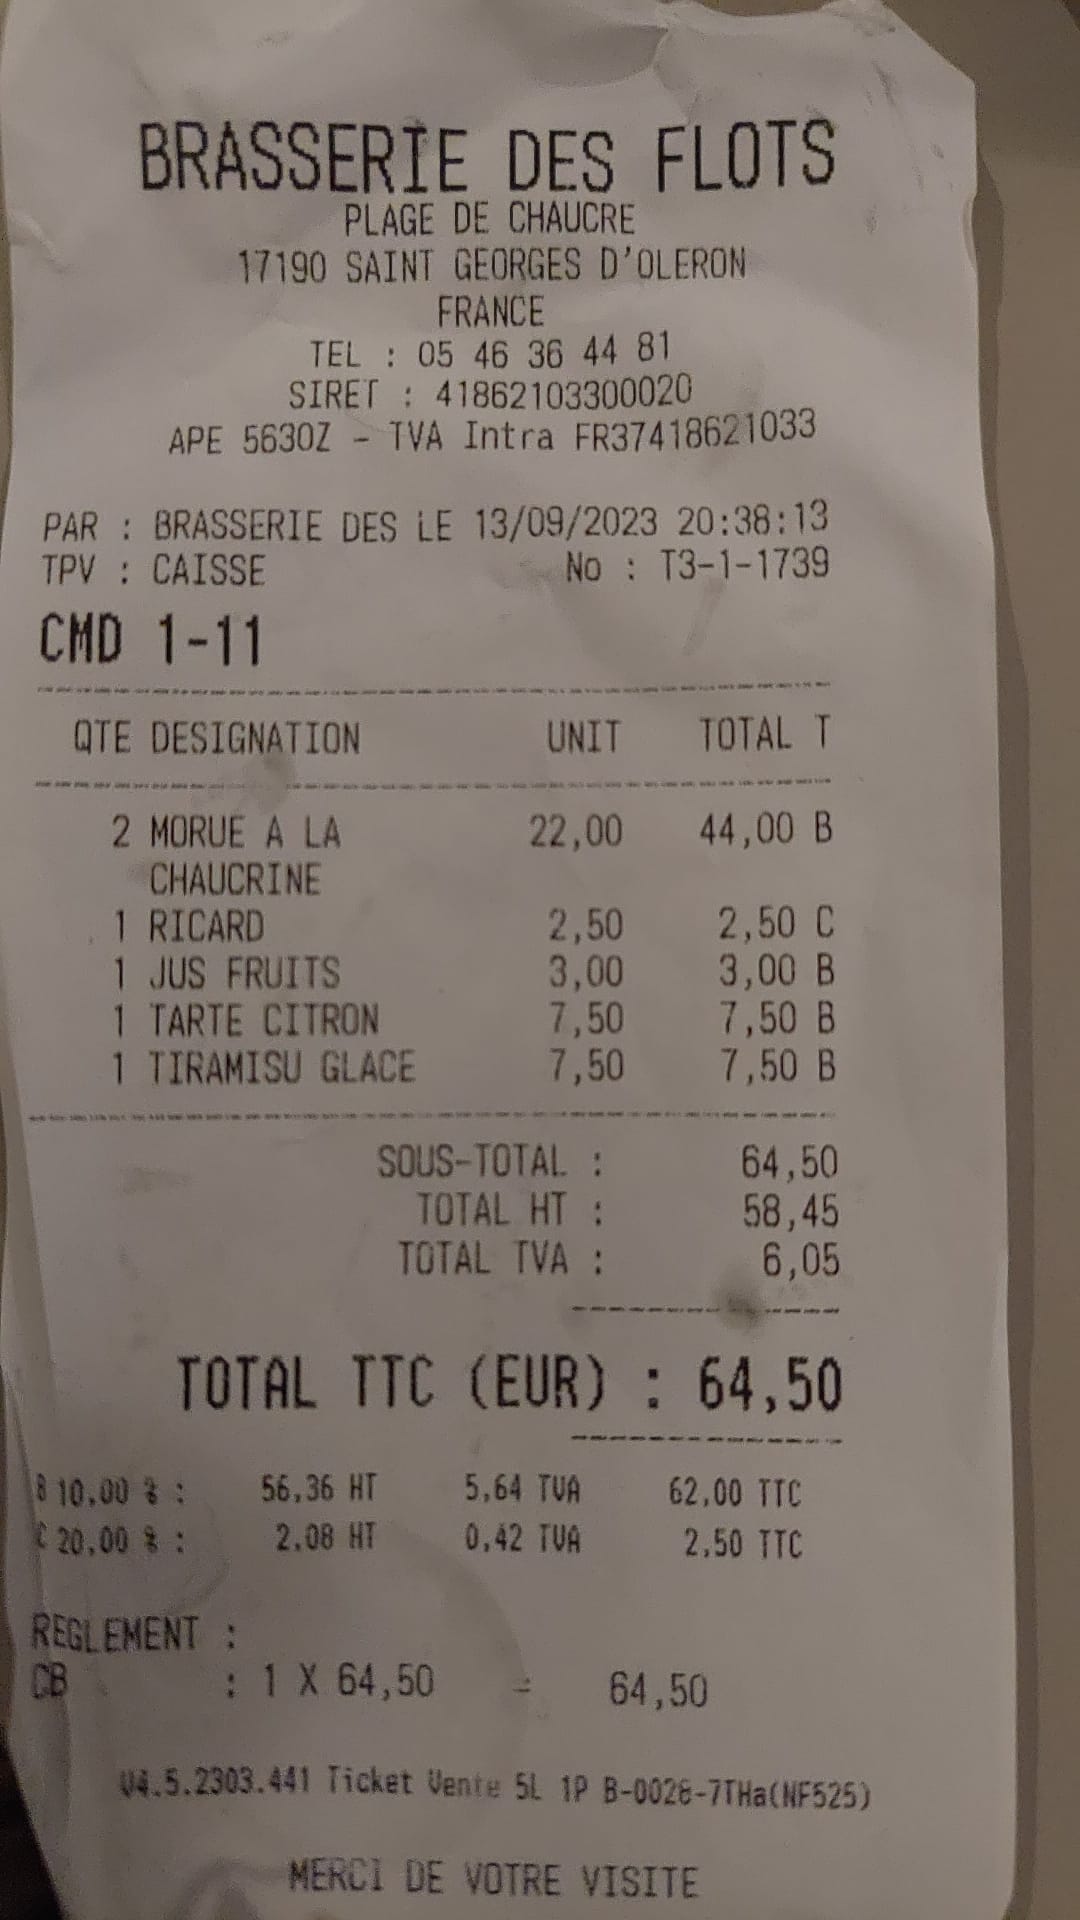 BRASSERIE DES FLOTS
PLAGE DE CHAUCRE
17190 SAINT GEORGES D'OLERON
FRANCE
TEL : 05 46 36 44 81
SIRET : 41862103300020
APE 5630Z - TVA Intra FR37418621033
PAR : BRASSERIE DES LE 13/09/2023 20:38:13
TPV : CAISSE No : T3-1-1739
CMD 1-11
QTE DESIGNATION UNIT TOTAL T
2 MORUE A LA 22,00 44,00 B
CHAUCRINE
1 RICARD 2,50 2,50 C
1 JUS FRUITS 3,00 3,00 B
1 TARTE CITRON 7,50 7,50 B
1 TIRAMISU GLACE 7,50 7,50 B
SOUS-TOTAL : 64,50
TOTAL HT : 58,45
TOTAL TVA : 6,05
TOTAL TTC (EUR) : 64,50
B 10,00 % : 56,36 HT 5,64 TVA 62,00 TTC
C 20,00 % : 2,08 HT 0,42 TVA 2,50 TTC
REGLEMENT :
CB : 1 X 64,50 = 64,50
V4.5.2303.441 Ticket Vente 5L 1P B-0028-7THa(NF525)
MERCI DE VOTRE VISITE